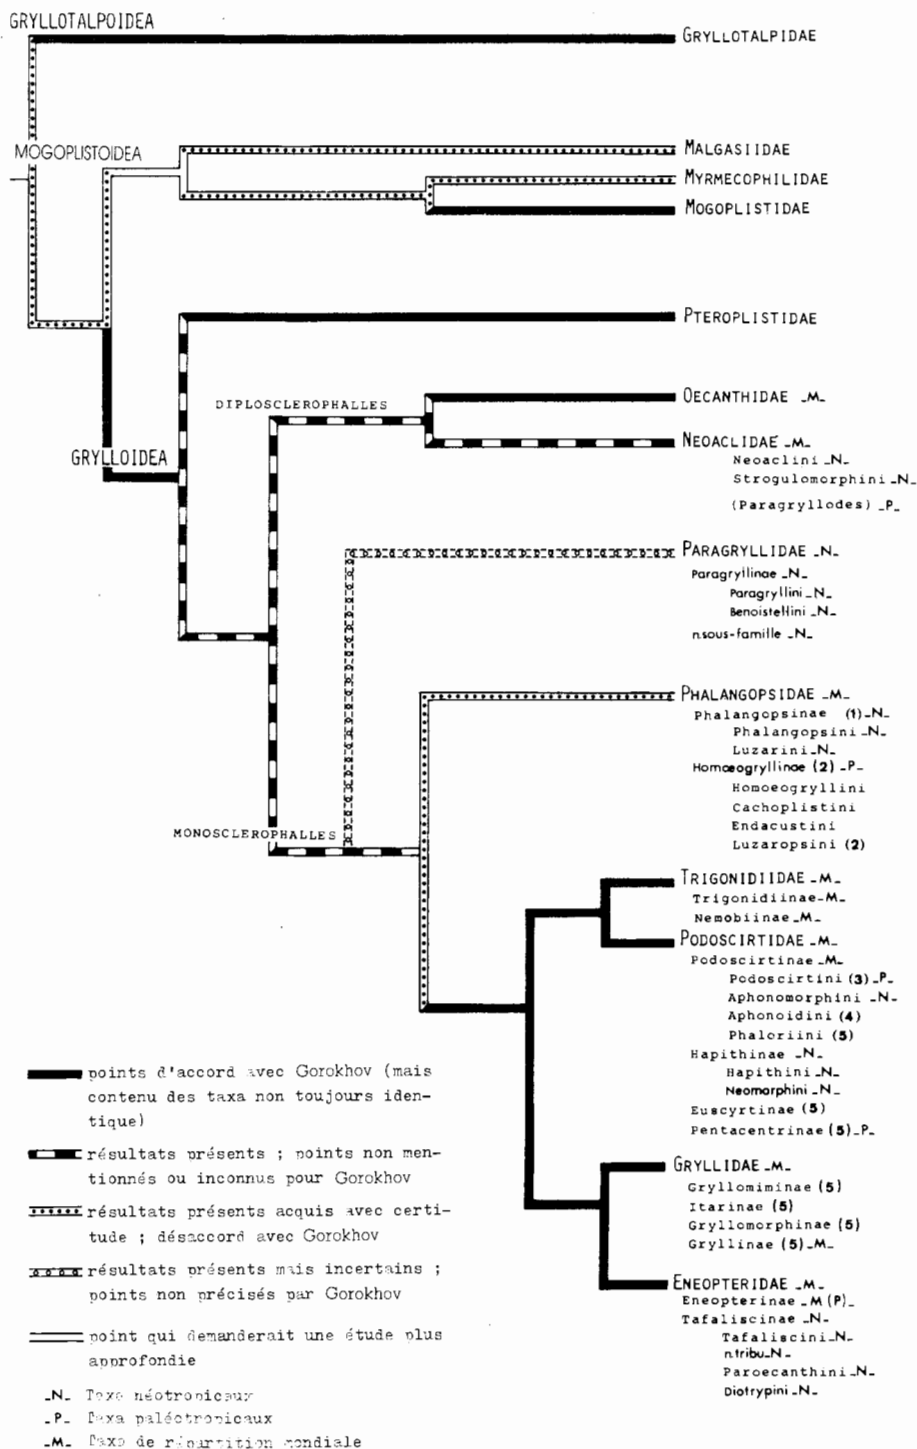 GRYLLOTALPOIDEA
GRYLLOTALPIDAE
MOGOPLISTOIDEA
MALGASIIDAE
MYRMECOPHILIDAE
MOGOPLISTIDAE
PTEROPLISTIDAE
DIPLOSCLEROPHALLES
OECANTHIDAE -M-
GRYLLOIDEA
NEOACLIDAE -M-
Neoaclini -N-
Strogulomorphini -N-
(Paragryllodes) -P-
PARAGRYLLIDAE -N-
Paragryllinae -N-
Paragryllini -N-
Benoistellini -N-
n.sous-famille -N-
PHALANGOPSIDAE -M-
Phalangopsinae (1) -N-
Phalangopsini -N-
Luzarini -N-
Homoeogryllinae (2) -P-
Homoeogryllini
Cachoplistini
Endacustini
Luzaropsini (2)
MONOSCLEROPHALLES
TRIGONIDIIDAE -M-
Trigonidiinae -M-
Nemobiinae -M-
PODOSCIRTIDAE -M-
Podoscirtinae -M-
Podoscirtini (3) -P-
Aphonomorphini -N-
Aphonoidini (4)
Phaloriini (5)
Hapithinae -N-
Hapithini -N-
Neomorphini -N-
Euscyrtinae (5)
Pentacentrinae (5) -P-
GRYLLIDAE -M-
Gryllomiminae (5)
Itarinae (5)
Gryllomorphinae (5)
Gryllinae (5) -M-
ENEOPTERIDAE -M-
Eneopterinae -M (P)-
Tafaliscinae -N-
Tafaliscini -N-
n.tribu -N-
Paroecanthini -N-
Diotrypini -N-
points d'accord avec Gorokhov (mais
contenu des taxa non toujours iden-
tique)
résultats présents ; points non men-
tionnés ou inconnus pour Gorokhov
résultats présents acquis avec certi-
tude ; désaccord avec Gorokhov
résultats présents mais incertains ;
points non précisés par Gorokhov
point qui demanderait une étude plus
approfondie
-N- Taxa néotropicaux
-P- Taxa paléotropicaux
-M- Taxa de répartition mondiale